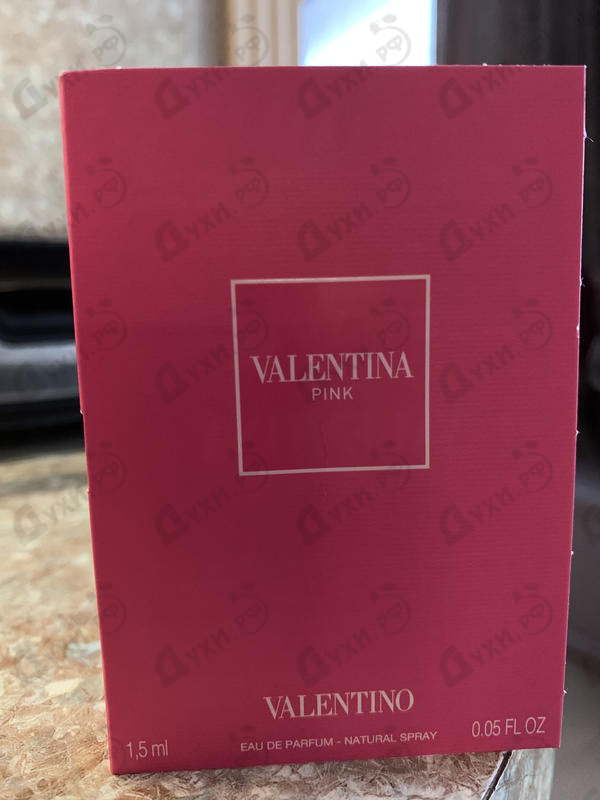 VALENTINA
PINK
VALENTINO
1,5 ml
EAU DE PARFUM - NATURAL SPRAY
0.05 FL OZ
Духи.рф